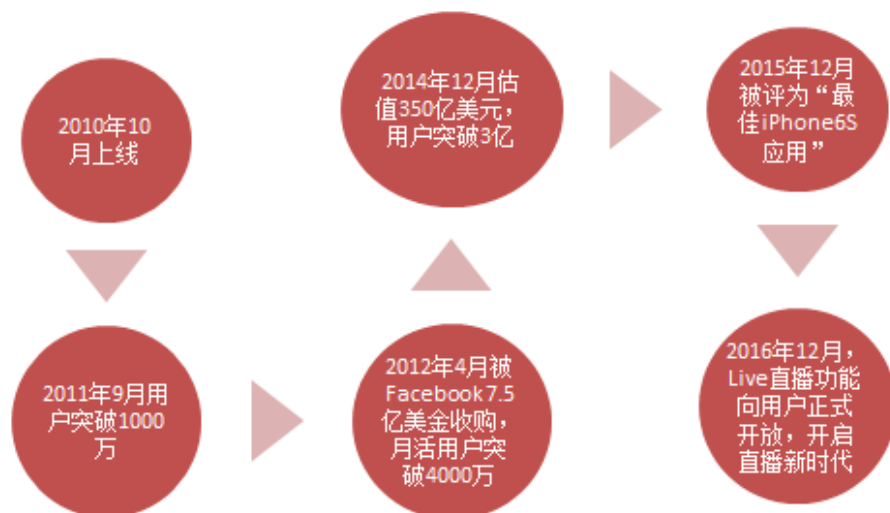 2010年10
月上线
2011年9月用
户突破1000
万
2012年4月被
Facebook7.5
亿美金收购，
月活用户突
破4000万
2014年12月估
值350亿美元，
用户突破3亿
2015年12月
被评为“最
佳iPhone6S
应用”
2016年12月，
Live直播功能
向用户正式
开放，开启
直播新时代